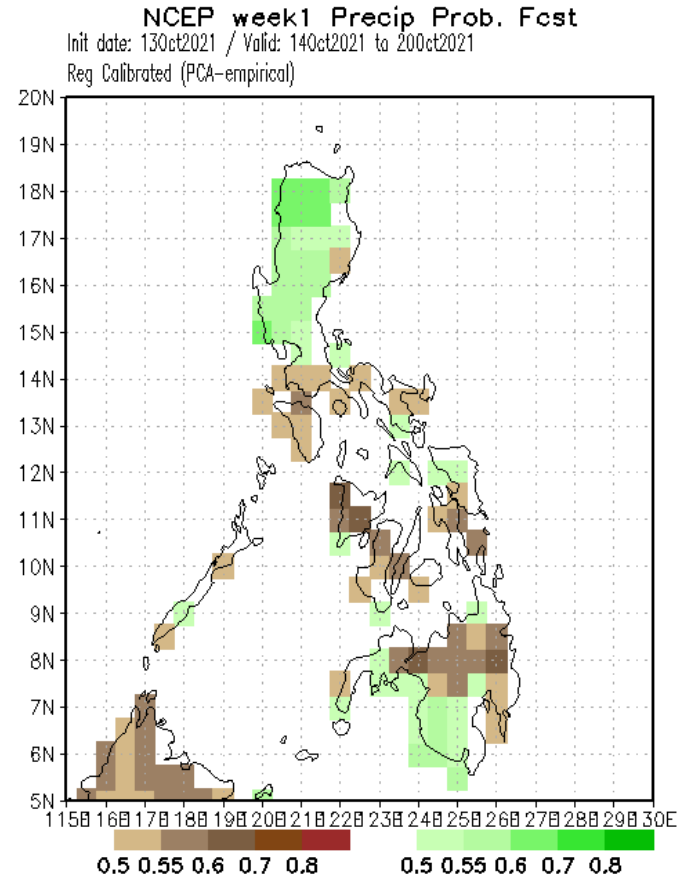 NCEP week1 Precip Prob. Fcst
Init date: 13Oct2021 / Valid: 14Oct2021 to 20Oct2021
Reg Calibrated (PCA-empirical)
20N
19N
18N
17N
16N
15N
14N
13N
12N
11N
10N
9N
8N
7N
6N
5N
115E 116E 117E 118E 119E 120E 121E 122E 123E 124E 125E 126E 127E 128E 129E 130E
0.5 0.55 0.6 0.7 0.8 0.5 0.55 0.6 0.7 0.8